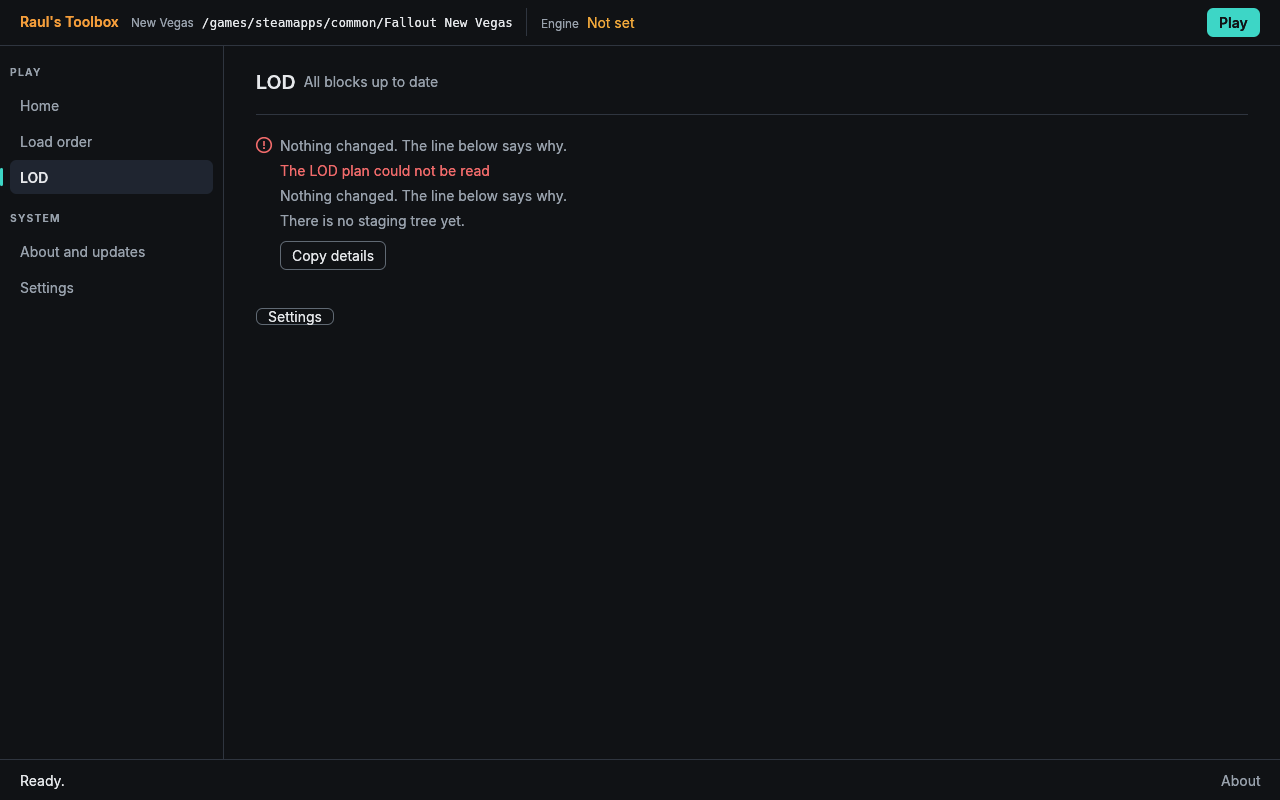 Raul's Toolbox New Vegas /games/steamapps/common/Fallout New Vegas Engine Not set Play
PLAY
Home
Load order
LOD
SYSTEM
About and updates
Settings
LOD All blocks up to date
Nothing changed. The line below says why.
The LOD plan could not be read
Nothing changed. The line below says why.
There is no staging tree yet.
Copy details
Settings
Ready. About